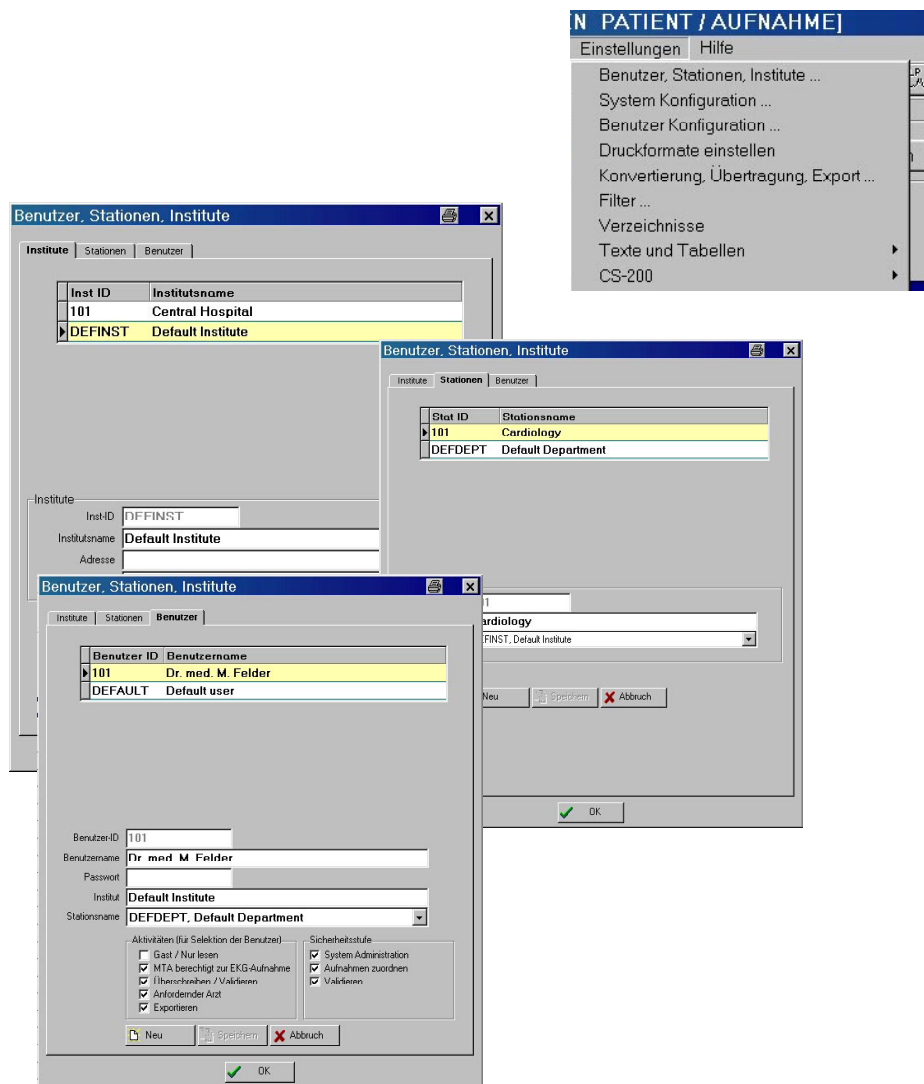 N PATIENT / AUFNAHME]
Einstellungen Hilfe
Benutzer, Stationen, Institute ...
System Konfiguration ...
Benutzer Konfiguration ...
Druckformate einstellen
Konvertierung, Übertragung, Export ...
Filter ...
Verzeichnisse
Texte und Tabellen
CS-200
Benutzer, Stationen, Institute
Institute Stationen Benutzer
Inst ID Institutsname
101 Central Hospital
DEFINST Default Institute
Institute
Inst-ID DEFINST
Institutsname Default Institute
Adresse
Benutzer, Stationen, Institute
Institute Stationen Benutzer
Stat ID Stationsname
101 Cardiology
DEFDEPT Default Department
ardiology
FINST, Default Institute
Neu Speichern Abbruch
OK
Benutzer, Stationen, Institute
Institute Stationen Benutzer
Benutzer ID Benutzername
101 Dr. med. M. Felder
DEFAULT Default user
Benutzer-ID 101
Benutzername Dr. med. M. Felder
Passwort
Institut Default Institute
Stationsname DEFDEPT, Default Department
Aktivitäten (für Selektion der Benutzer) Sicherheitsstufe
Gast / Nur lesen System Administration
MTA berechtigt zur EKG-Aufnahme Aufnahmen zuordnen
Überschreiben / Validieren Validieren
Anfordernder Arzt
Exportieren
Neu Speichern Abbruch
OK